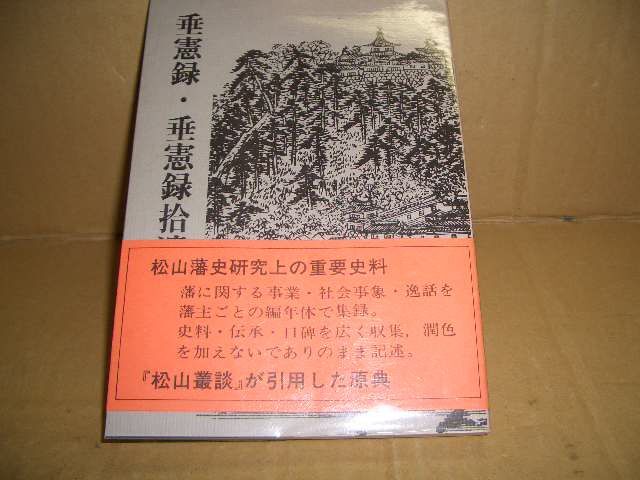 垂憲録・垂憲録拾遺
松山藩史研究上の重要史料
藩に関する事業・社会事象・逸話を
藩主ごとの編年体で集録。
史料・伝承・口碑を広く収集，潤色
を加えないでありのまま記述。
『松山叢談』が引用した原典